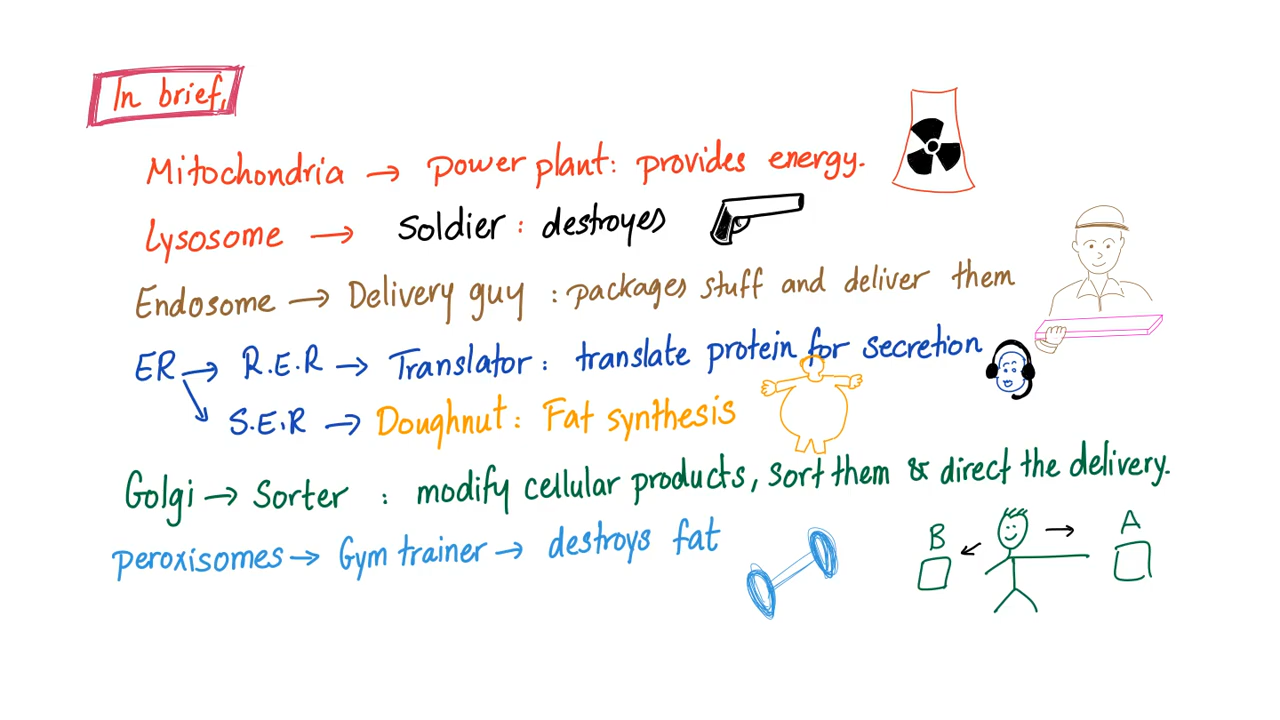 In brief,
Mitochondria → power plant: provides energy.
Lysosome → Soldier : destroyes
Endosome → Delivery guy : packages stuff and deliver them
ER → R.E.R → Translator: translate protein for secretion
S.E.R → Doughnut: Fat synthesis
Golgi → Sorter : modify cellular products, sort them & direct the delivery.
peroxisomes → Gym trainer → destroys fat
B → A